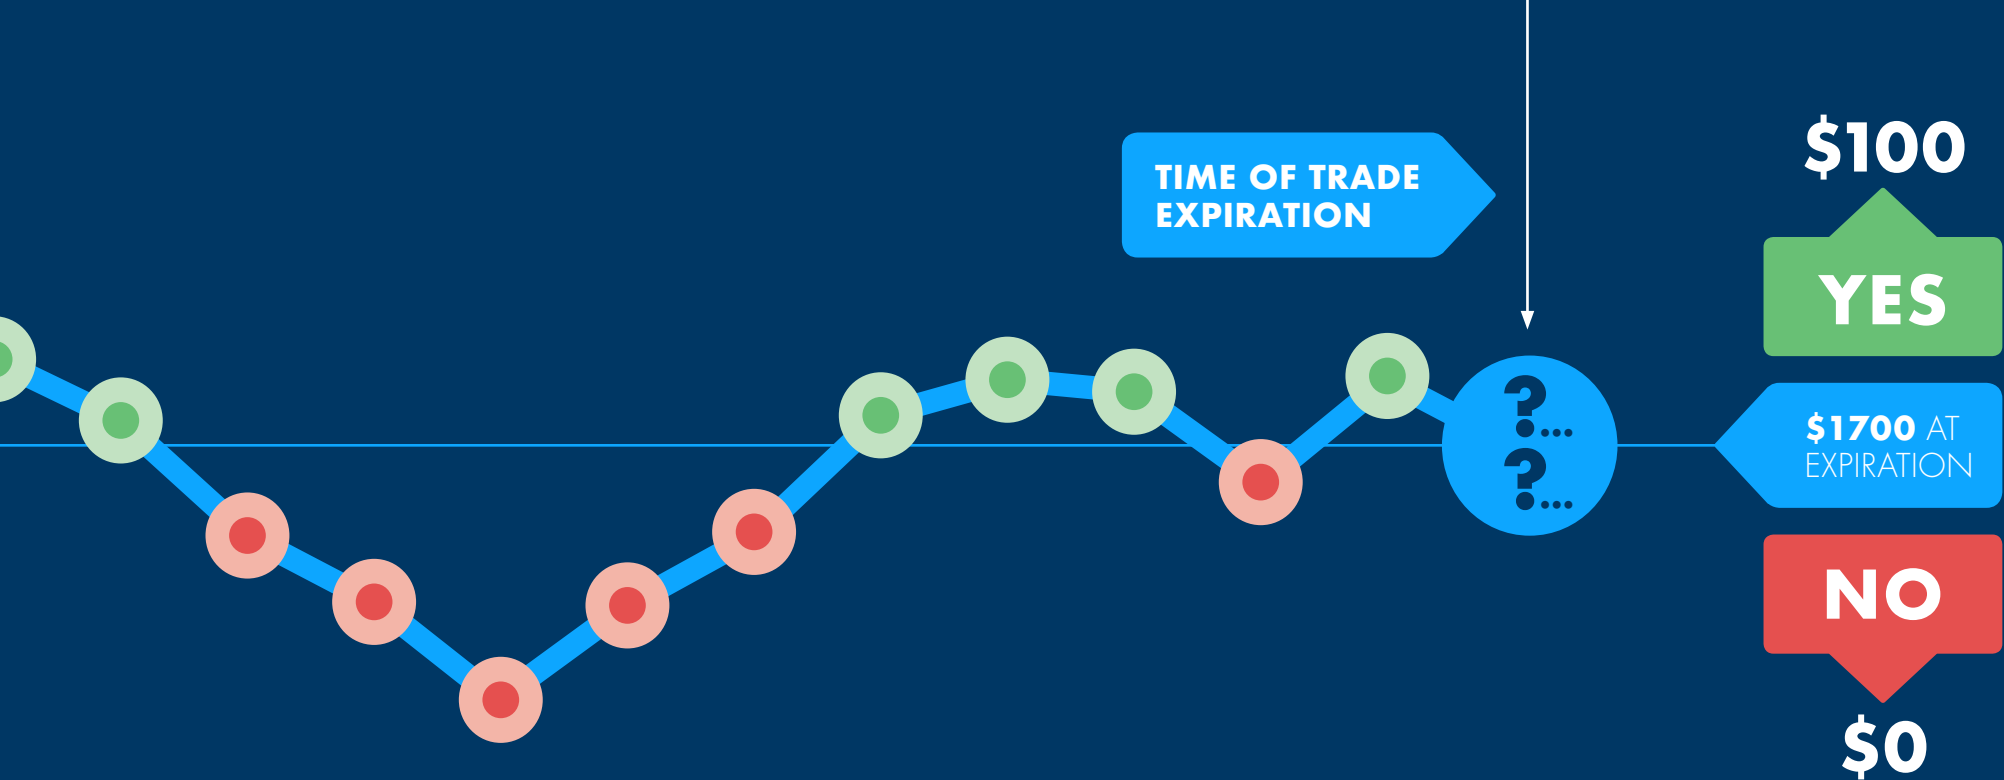 $100
TIME OF TRADE
EXPIRATION
YES
?...
?...
$1700 AT
EXPIRATION
NO
$0